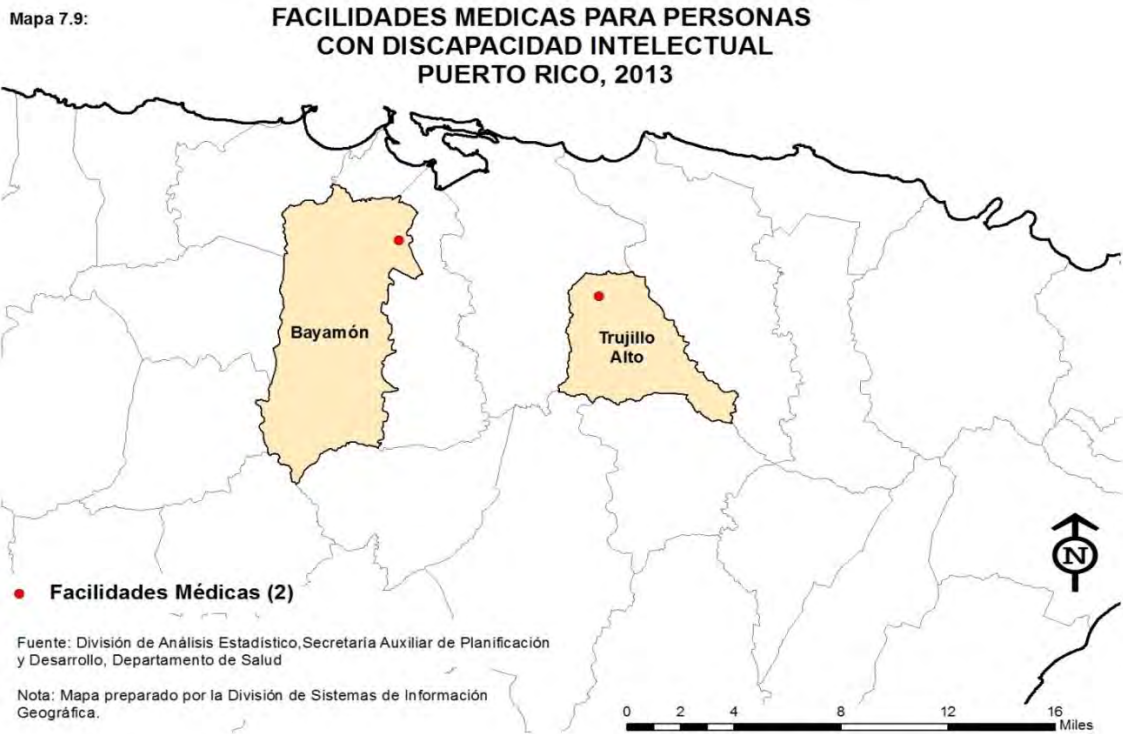 Mapa 7.9:
FACILIDADES MEDICAS PARA PERSONAS
CON DISCAPACIDAD INTELECTUAL
PUERTO RICO, 2013
Bayamón
Trujillo
Alto
N
Facilidades Médicas (2)
Fuente: División de Análisis Estadístico,Secretaria Auxiliar de Planificación
y Desarrollo, Departamento de Salud
Nota: Mapa preparado por la División de Sistemas de Información
Geográfica.
0 2 4 8 12 16
Miles